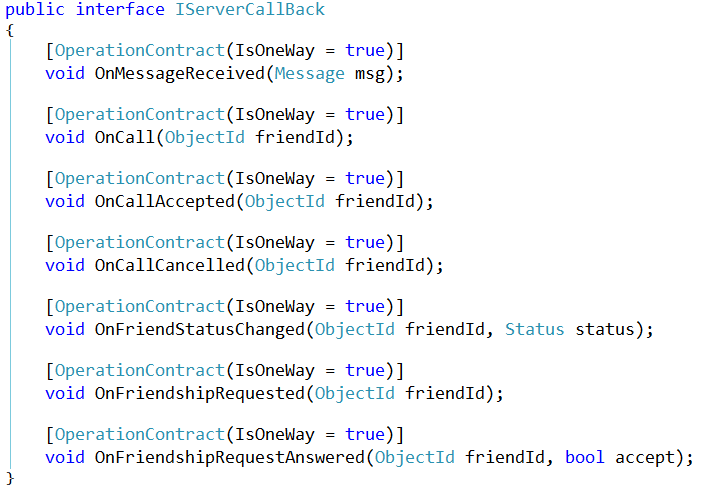 public interface IServerCallBack
{
[OperationContract(IsOneWay = true)]
void OnMessageReceived(Message msg);
[OperationContract(IsOneWay = true)]
void OnCall(ObjectId friendId);
[OperationContract(IsOneWay = true)]
void OnCallAccepted(ObjectId friendId);
[OperationContract(IsOneWay = true)]
void OnCallCancelled(ObjectId friendId);
[OperationContract(IsOneWay = true)]
void OnFriendStatusChanged(ObjectId friendId, Status status);
[OperationContract(IsOneWay = true)]
void OnFriendshipRequested(ObjectId friendId);
[OperationContract(IsOneWay = true)]
void OnFriendshipRequestAnswered(ObjectId friendId, bool accept);
}